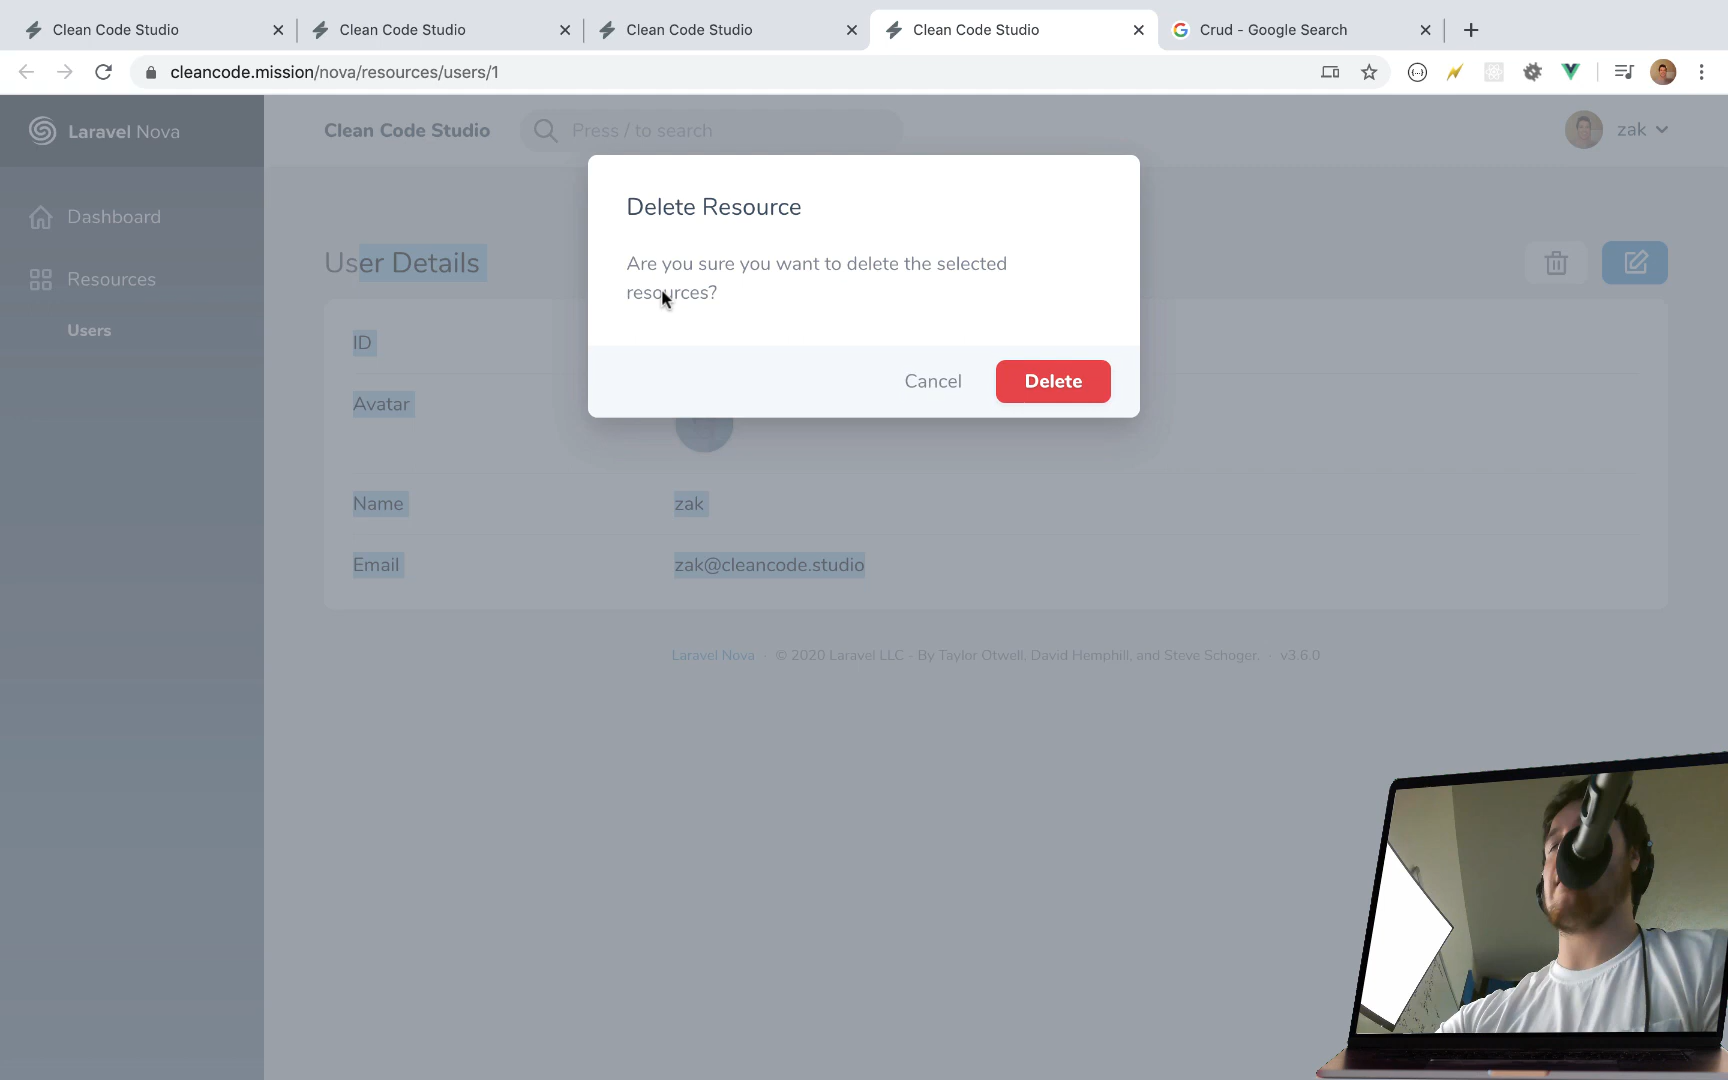 Clean Code Studio
Clean Code Studio
Clean Code Studio
Clean Code Studio
Crud - Google Search
cleancode.mission/nova/resources/users/1
Laravel Nova
Clean Code Studio
Press / to search
zak
Dashboard
Resources
Users
User Details
Delete Resource
Are you sure you want to delete the selected
resources?
Cancel
Delete
ID
Avatar
Name
zak
Email
zak@cleancode.studio
Laravel Nova · © 2020 Laravel LLC - By Taylor Otwell, David Hemphill, and Steve Schoger. v3.6.0